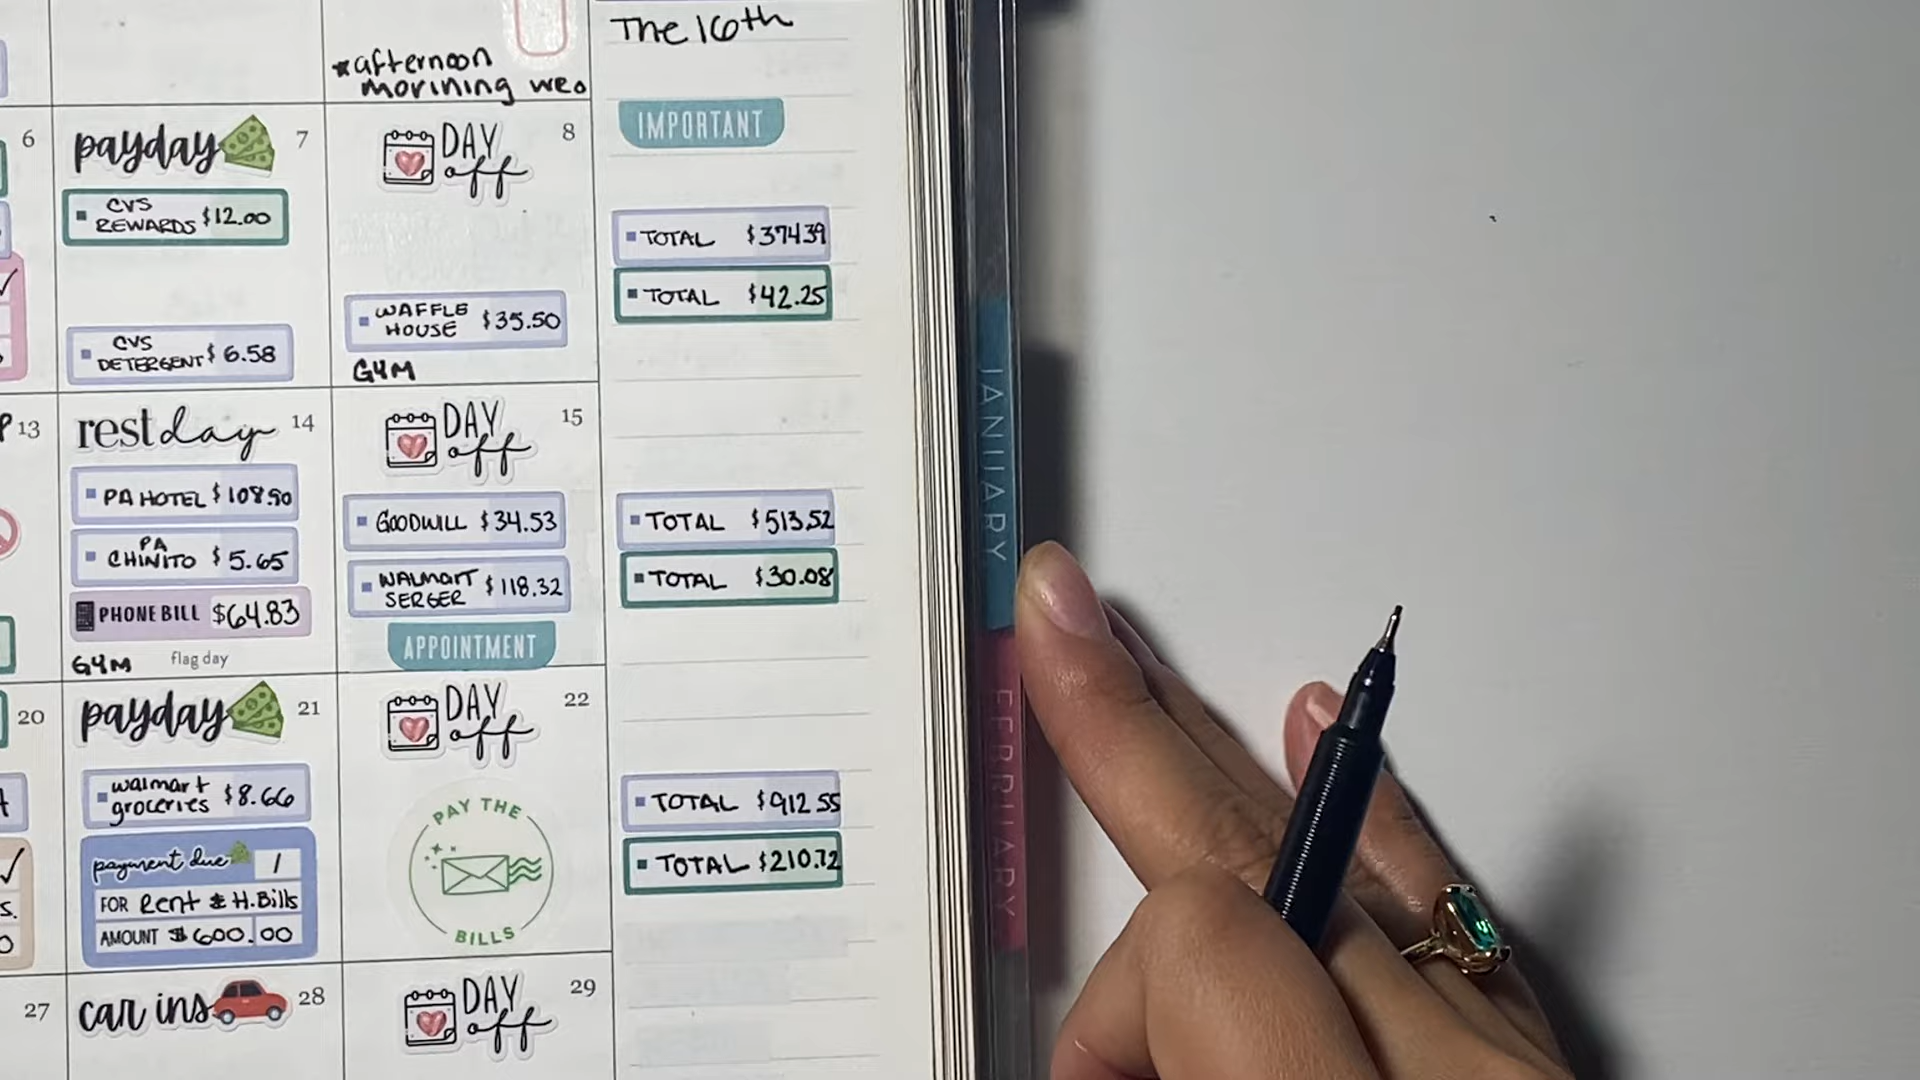 The 16th
*afternoon
morining
IMPORTANT
6
payday
7
CVS
REWARDS $12.00
CVS
DETERGENT $ 6.58
DAY
off
8
WAFFLE
HOUSE $35.50
GYM
TOTAL $374.39
TOTAL $42.25
13
rest day
14
PA HOTEL $108.90
PA
CHINITO $5.65
PHONE BILL $64.83
GYM
flag day
DAY
off
15
GOODWILL $34.53
WALMART
SERGER $118.32
APPOINTMENT
TOTAL $513.52
TOTAL $30.08
20
payday
21
walmart
groceries $8.66
payment due 1
FOR Rent & H.Bills
AMOUNT $600.00
DAY
off
22
PAY THE
BILLS
TOTAL $912.55
TOTAL $210.72
27
car ins
28
DAY
off
29
JANUARY
FEBRUARY